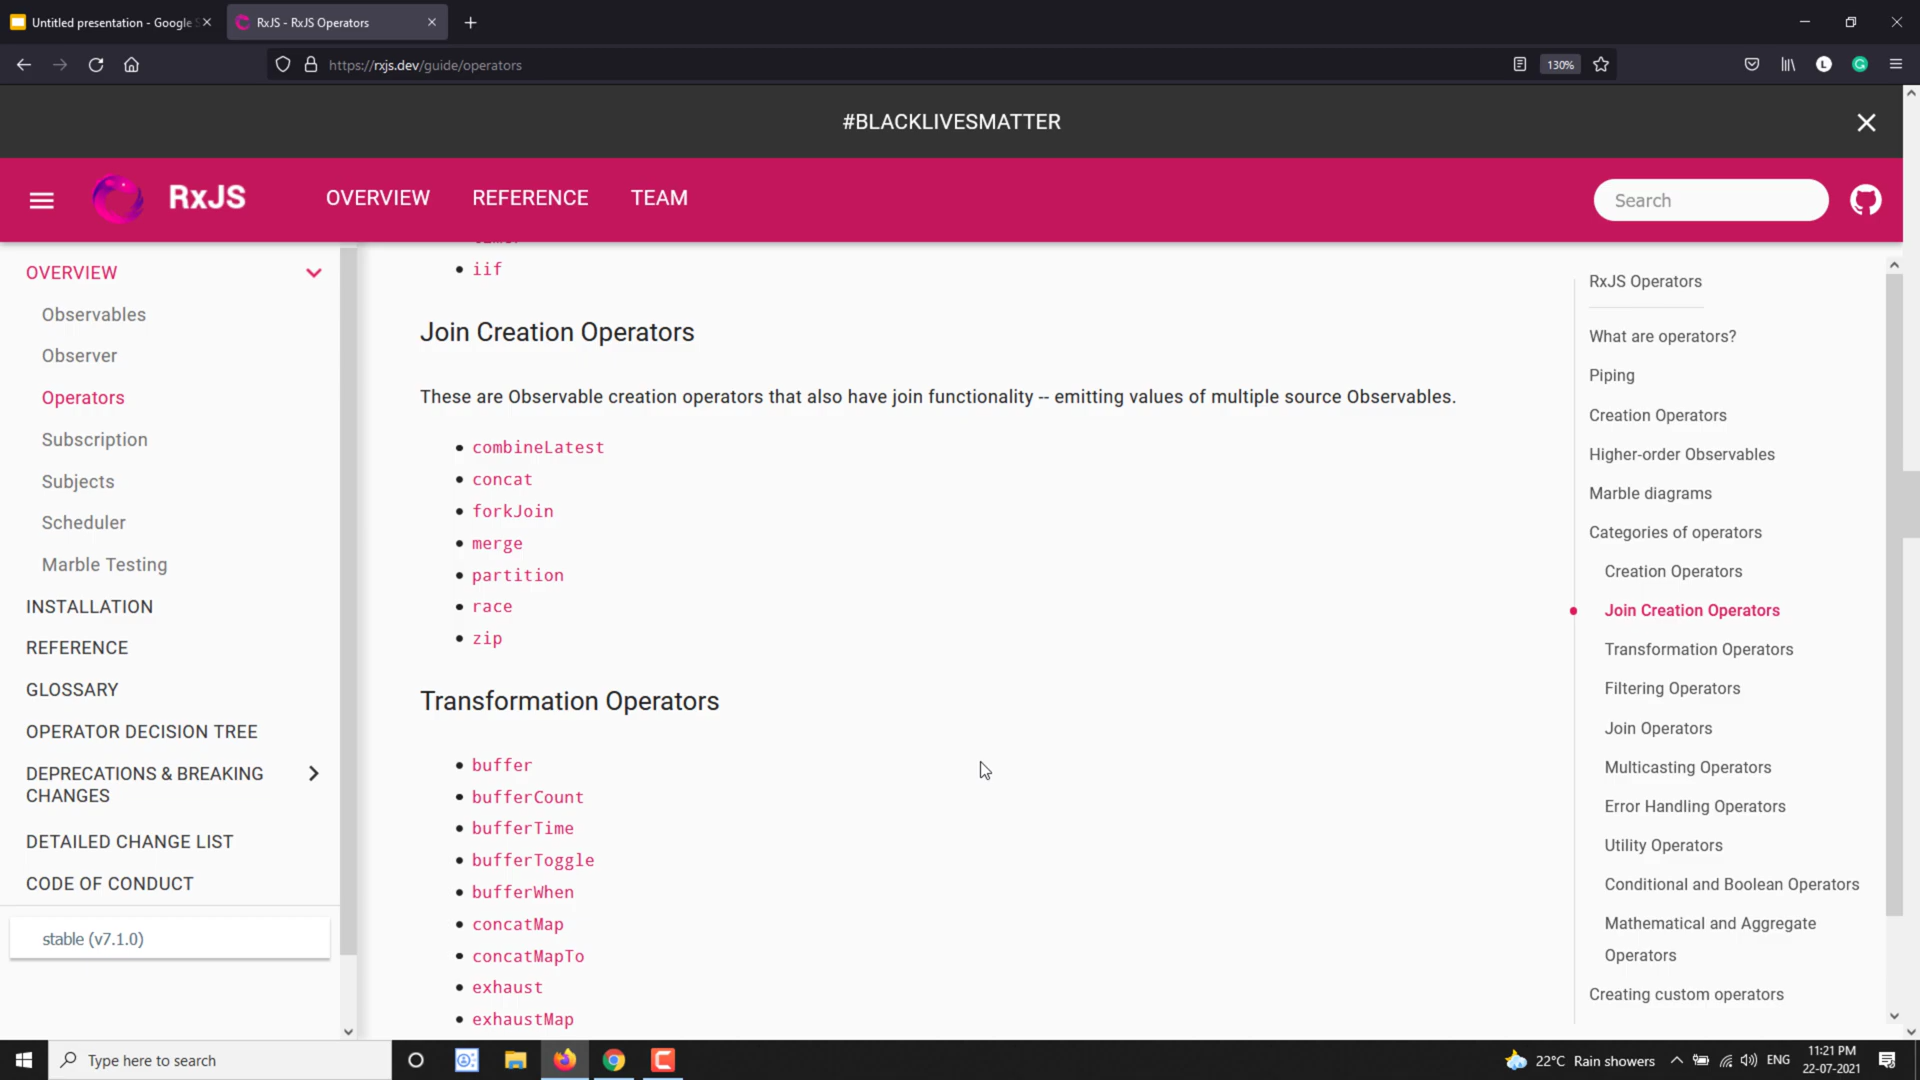 Untitled presentation - Google S
RxJS - RxJS Operators
https://rxjs.dev/guide/operators
130%
L
#BLACKLIVESMATTER
RxJS
OVERVIEW
REFERENCE
TEAM
Search
OVERVIEW
Observables
Observer
Operators
Subscription
Subjects
Scheduler
Marble Testing
INSTALLATION
REFERENCE
GLOSSARY
OPERATOR DECISION TREE
DEPRECATIONS & BREAKING
CHANGES
DETAILED CHANGE LIST
CODE OF CONDUCT
stable (v7.1.0)
iif
Join Creation Operators
These are Observable creation operators that also have join functionality -- emitting values of multiple source Observables.
combineLatest
concat
forkJoin
merge
partition
race
zip
Transformation Operators
buffer
bufferCount
bufferTime
bufferToggle
bufferWhen
concatMap
concatMapTo
exhaust
exhaustMap
RxJS Operators
What are operators?
Piping
Creation Operators
Higher-order Observables
Marble diagrams
Categories of operators
Creation Operators
Join Creation Operators
Transformation Operators
Filtering Operators
Join Operators
Multicasting Operators
Error Handling Operators
Utility Operators
Conditional and Boolean Operators
Mathematical and Aggregate
Operators
Creating custom operators
Type here to search
22°C Rain showers
ENG
11:21 PM
22-07-2021